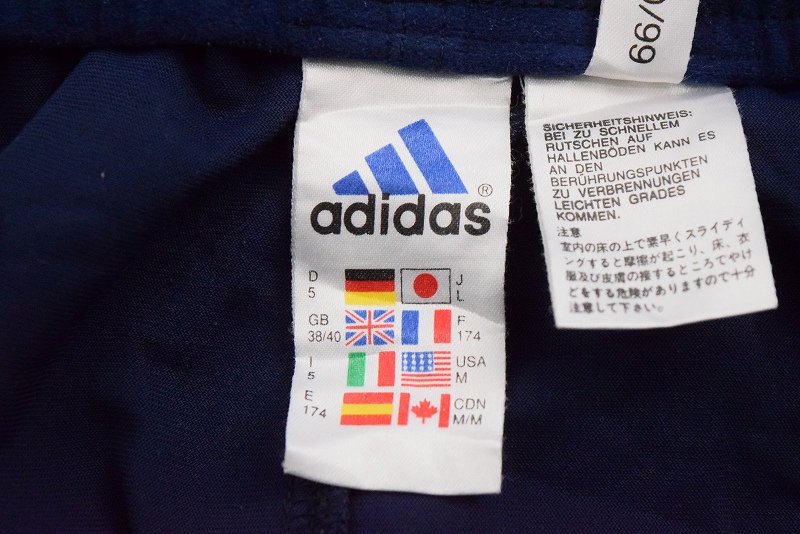 0/99
adidas
®
D
5
J
L
GB
38/40
F
174
I
5
USA
M
E
174
CDN
M/M
SICHERHEITSHINWEIS:
BEI ZU SCHNELLEM
RUTSCHEN AUF
HALLENBÖDEN KANN ES
AN DEN
BERÜHRUNGSPUNKTEN
ZU VERBRENNUNGEN
LEICHTEN GRADES
KOMMEN.
注意
室内の床の上で素早くスライディ
ングすると摩擦が起こり、床、衣
服及び皮膚の接するところでやけ
どをする危険がありますので十分
注意して下さい。